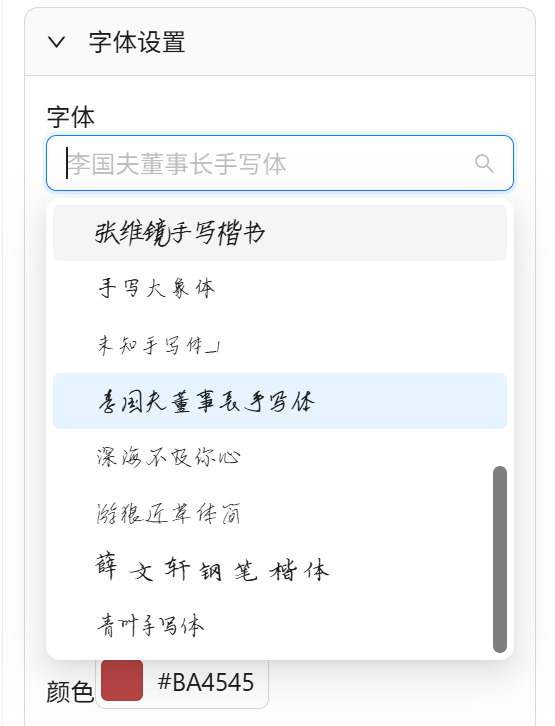 字体设置
字体
李国夫董事长手写体
张维镜手写楷书
手写大象体
未知手写体_J
李国夫董事长手写体
深海不及你心
游狼近草体简
薛文轩钢笔楷体
青叶手写体
颜色 #BA4545